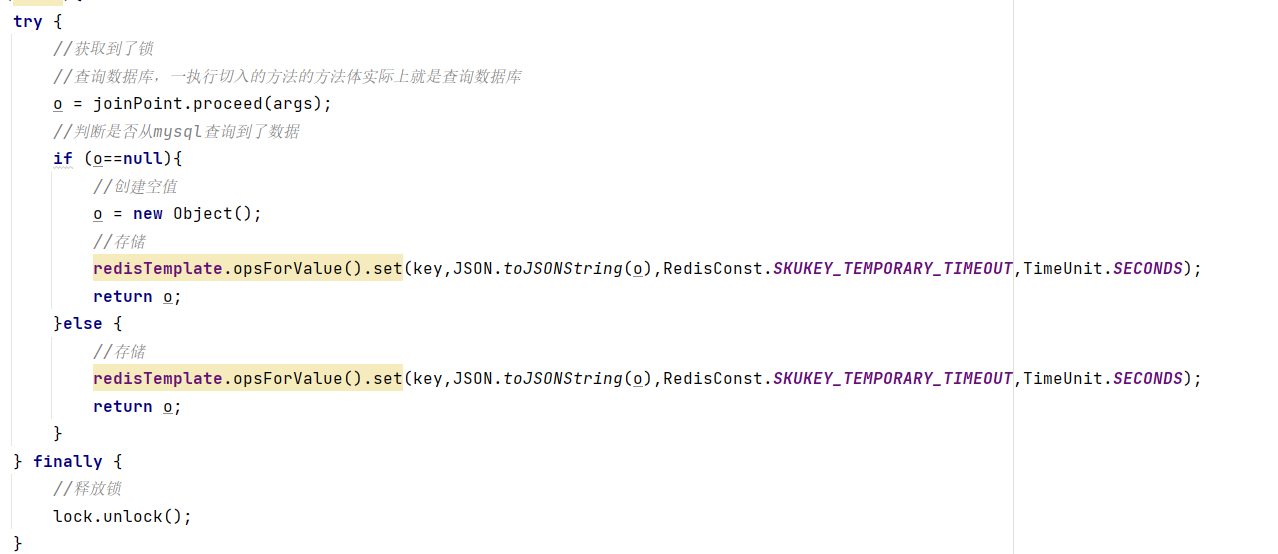 try {
//获取到了锁
//查询数据库，一执行切入的方法的方法体实际上就是查询数据库
o = joinPoint.proceed(args);
//判断是否从mysql查询到了数据
if (o==null){
//创建空值
o = new Object();
//存储
redisTemplate.opsForValue().set(key,JSON.toJSONString(o),RedisConst.SKUKEY_TEMPORARY_TIMEOUT,TimeUnit.SECONDS);
return o;
}else {
//存储
redisTemplate.opsForValue().set(key,JSON.toJSONString(o),RedisConst.SKUKEY_TEMPORARY_TIMEOUT,TimeUnit.SECONDS);
return o;
}
} finally {
//释放锁
lock.unlock();
}